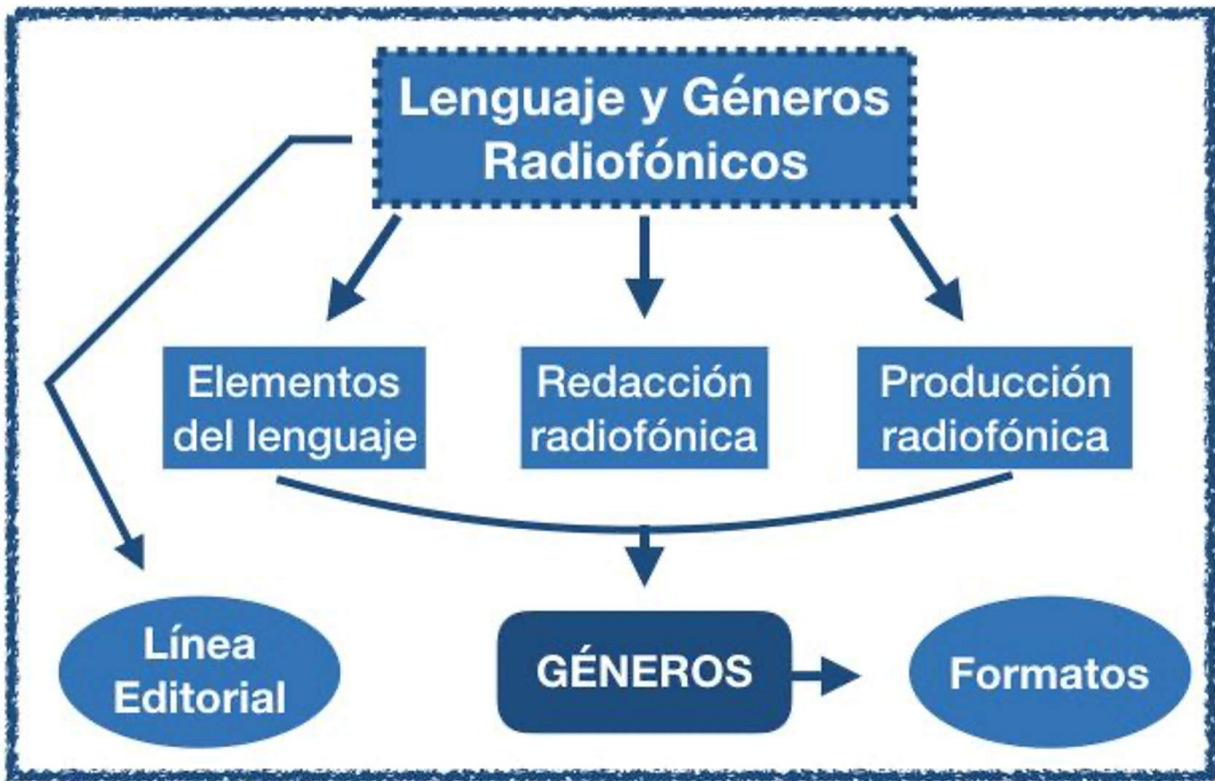 Lenguaje y Géneros
Radiofónicos
Elementos
del lenguaje
Redacción
radiofónica
Producción
radiofónica
Línea
Editorial
GÉNEROS
Formatos